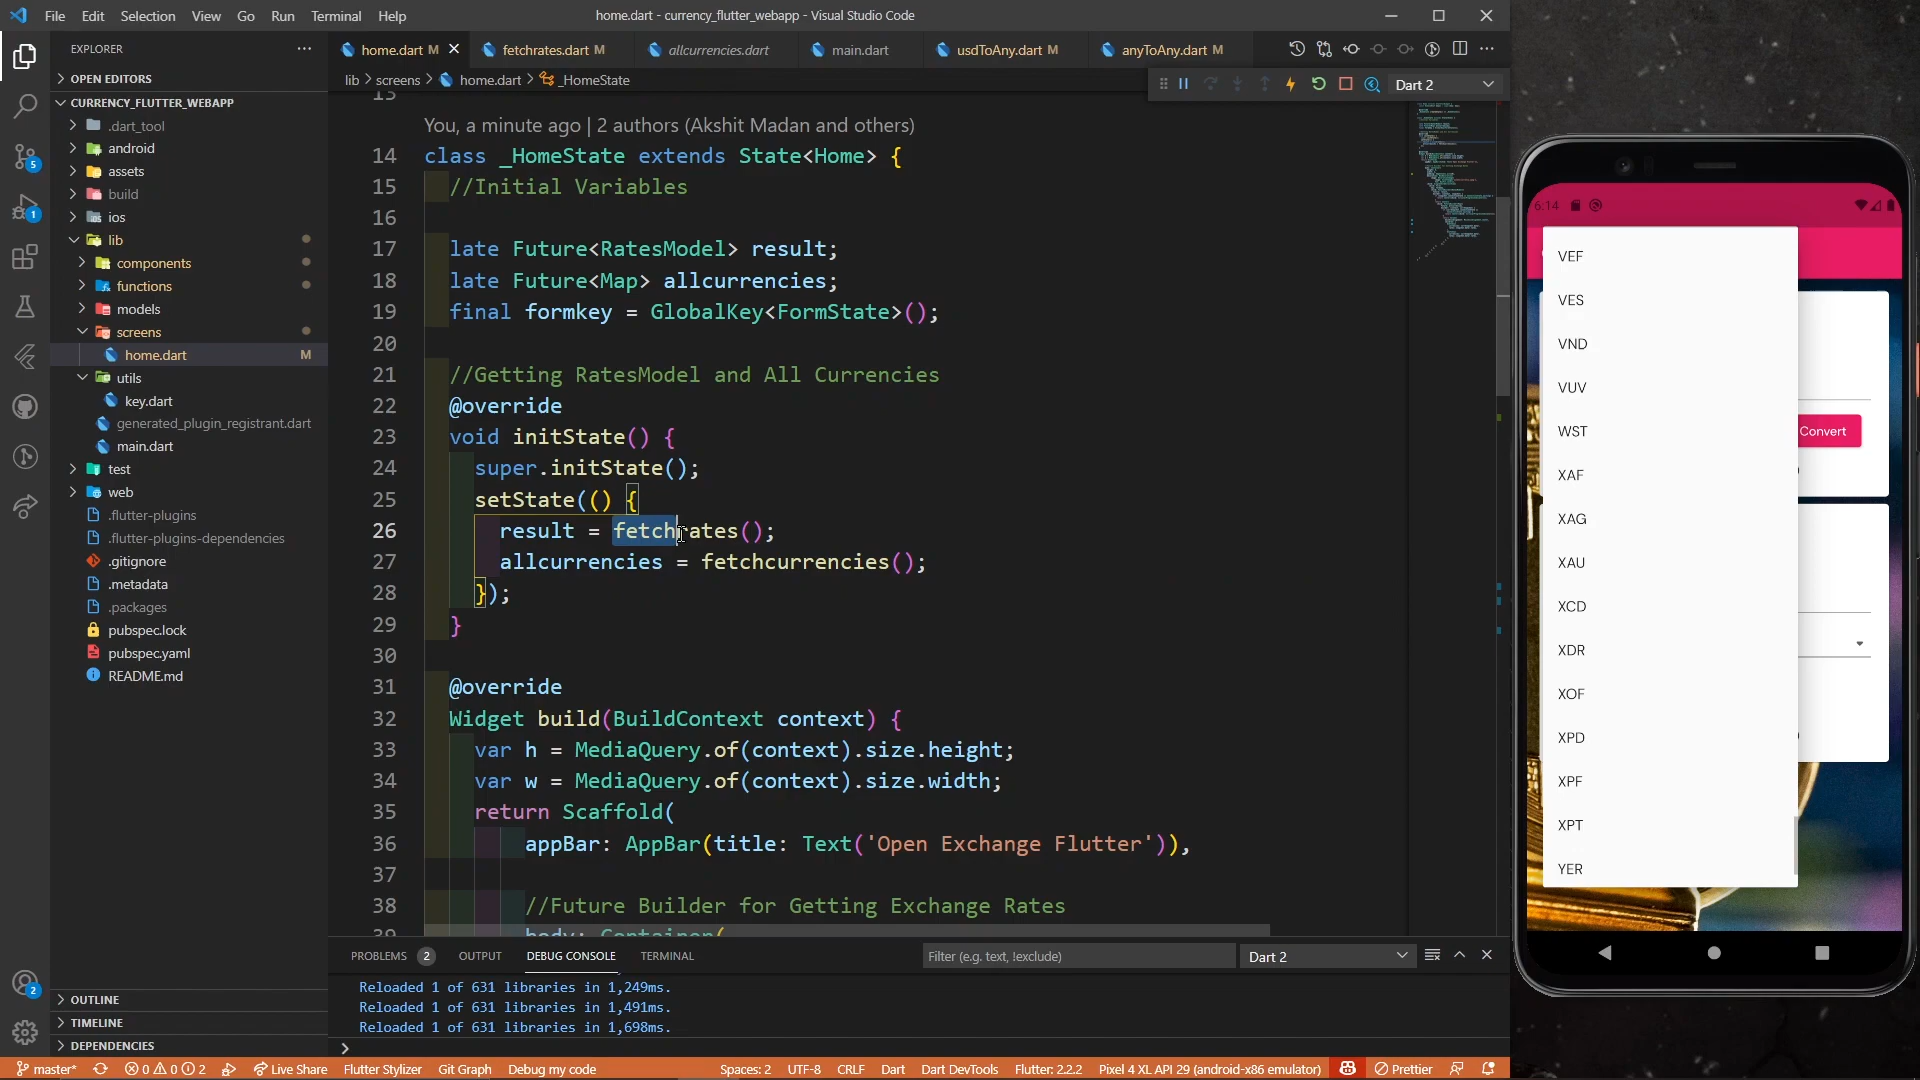 File Edit Selection View Go Run Terminal Help
home.dart - currency_flutter_webapp - Visual Studio Code
EXPLORER
OPEN EDITORS
CURRENCY_FLUTTER_WEBAPP
.dart_tool
android
assets
build
ios
lib
components
functions
models
screens
home.dart M
utils
key.dart
generated_plugin_registrant.dart
main.dart
test
web
.flutter-plugins
.flutter-plugins-dependencies
.gitignore
.metadata
.packages
pubspec.lock
pubspec.yaml
README.md
OUTLINE
TIMELINE
DEPENDENCIES
5
1
2
home.dart M fetchrates.dart M allcurrencies.dart main.dart usdToAny.dart M anyToAny.dart M
lib > screens > home.dart > _HomeState
Dart 2
13
You, a minute ago | 2 authors (Akshit Madan and others)
14 class _HomeState extends State<Home> {
15 //Initial Variables
16
17 late Future<RatesModel> result;
18 late Future<Map> allcurrencies;
19 final formkey = GlobalKey<FormState>();
20
21 //Getting RatesModel and All Currencies
22 @override
23 void initState() {
24 super.initState();
25 setState(() {
26 result = fetchrates();
27 allcurrencies = fetchcurrencies();
28 });
29 }
30
31 @override
32 Widget build(BuildContext context) {
33 var h = MediaQuery.of(context).size.height;
34 var w = MediaQuery.of(context).size.width;
35 return Scaffold(
36 appBar: AppBar(title: Text('Open Exchange Flutter')),
37
38 //Future Builder for Getting Exchange Rates
39 body: Container(
PROBLEMS 2 OUTPUT DEBUG CONSOLE TERMINAL
Filter (e.g. text, !exclude)
Dart 2
Reloaded 1 of 631 libraries in 1,249ms.
Reloaded 1 of 631 libraries in 1,491ms.
Reloaded 1 of 631 libraries in 1,698ms.
master* 0 0 2 Live Share Flutter Stylizer Git Graph Debug my code
Spaces: 2 UTF-8 CRLF Dart Dart DevTools Flutter: 2.2.2 Pixel 4 XL API 29 (android-x86 emulator) Prettier
6:14
VEF
VES
VND
VUV
WST
XAF
XAG
XAU
XCD
XDR
XOF
XPD
XPF
XPT
YER
Convert